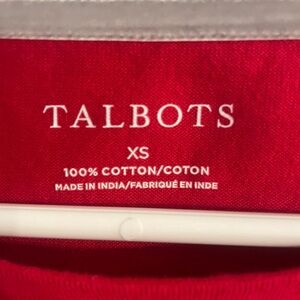 TALBOTS
XS
100% COTTON/COTON
MADE IN INDIA/FABRIQUÉ EN INDE